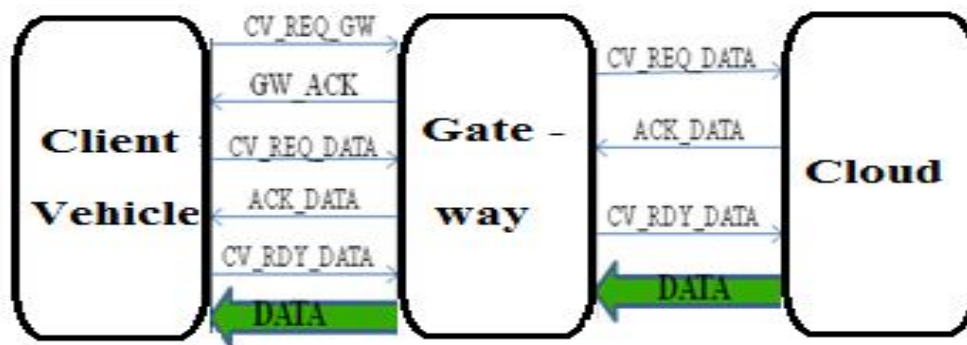 CV_REQ_GW
GW_ACK
CV_REQ_DATA
ACK_DATA
CV_RDY_DATA
DATA
Client
Vehicle
Gate -
way
CV_REQ_DATA
ACK_DATA
CV_RDY_DATA
DATA
Cloud